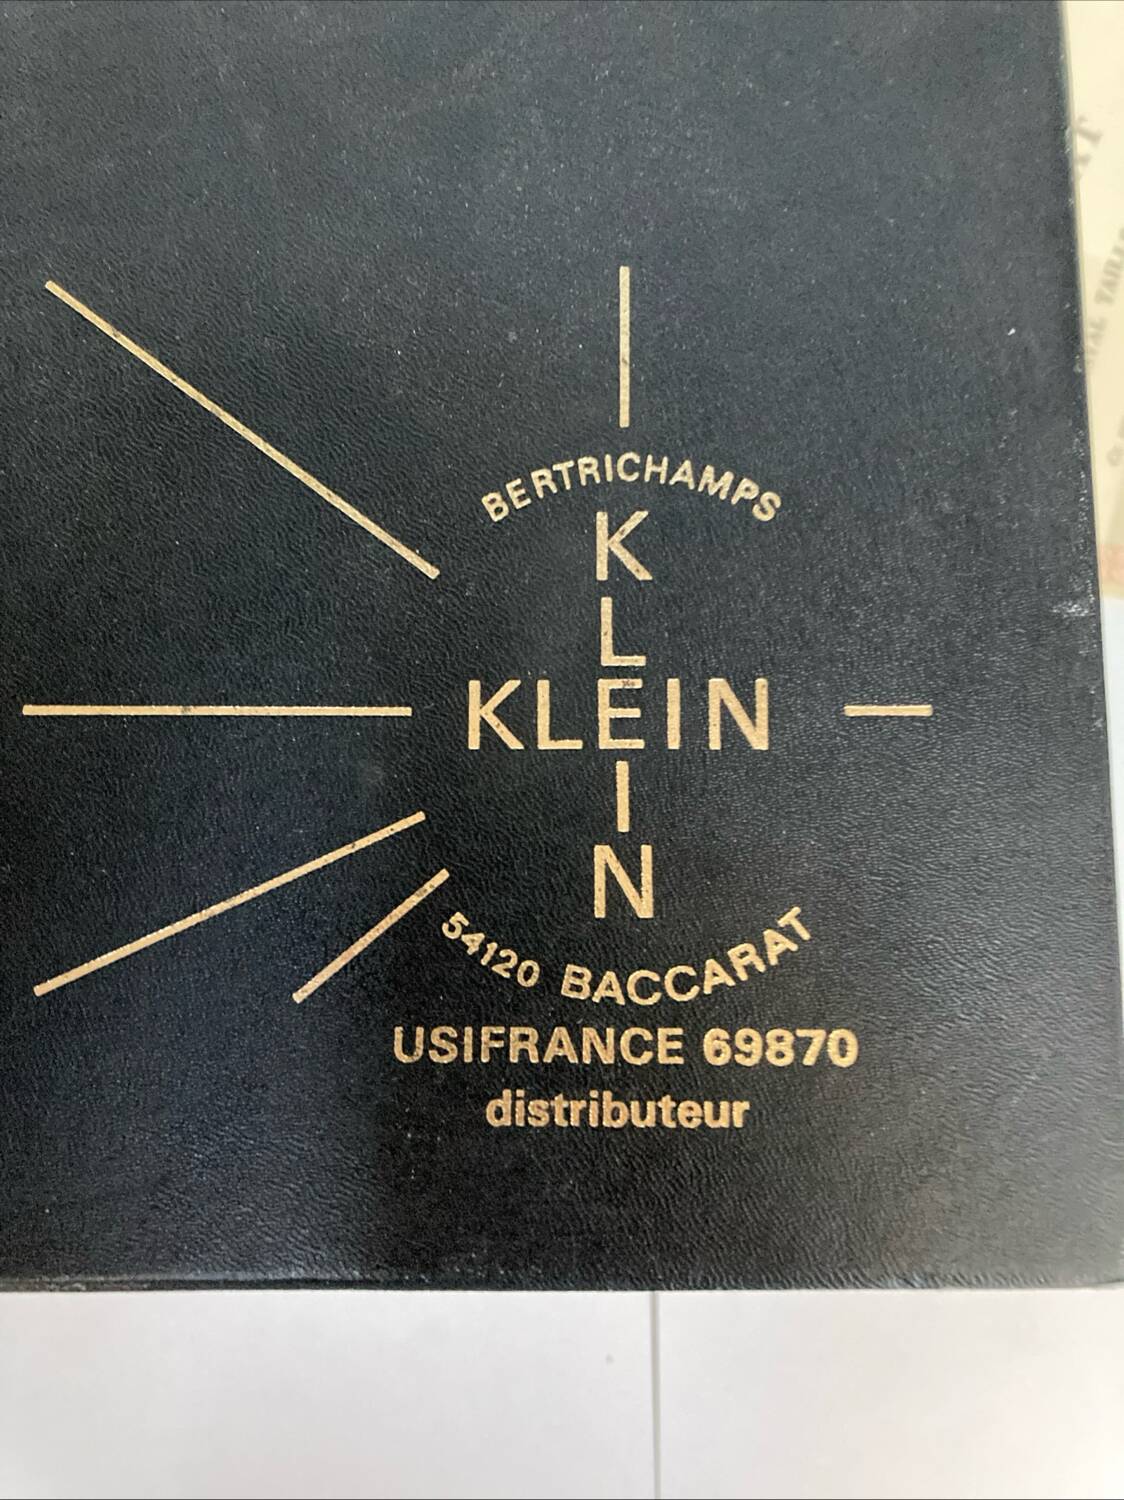 BERTRICHAMPS
K
L
KLEIN
I
N
54120 BACCARAT
USIFRANCE 69870
distributeur